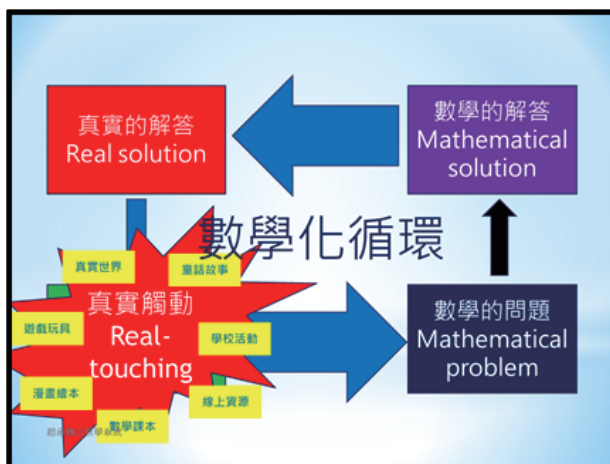 真實的解答
Real solution
數學的解答
Mathematical
solution
數學化循環
真實世界
童話故事
真實觸動
Real-
touching
遊戲玩具
學校活動
漫畫繪本
線上資源
數學課本
數學的問題
Mathematical
problem